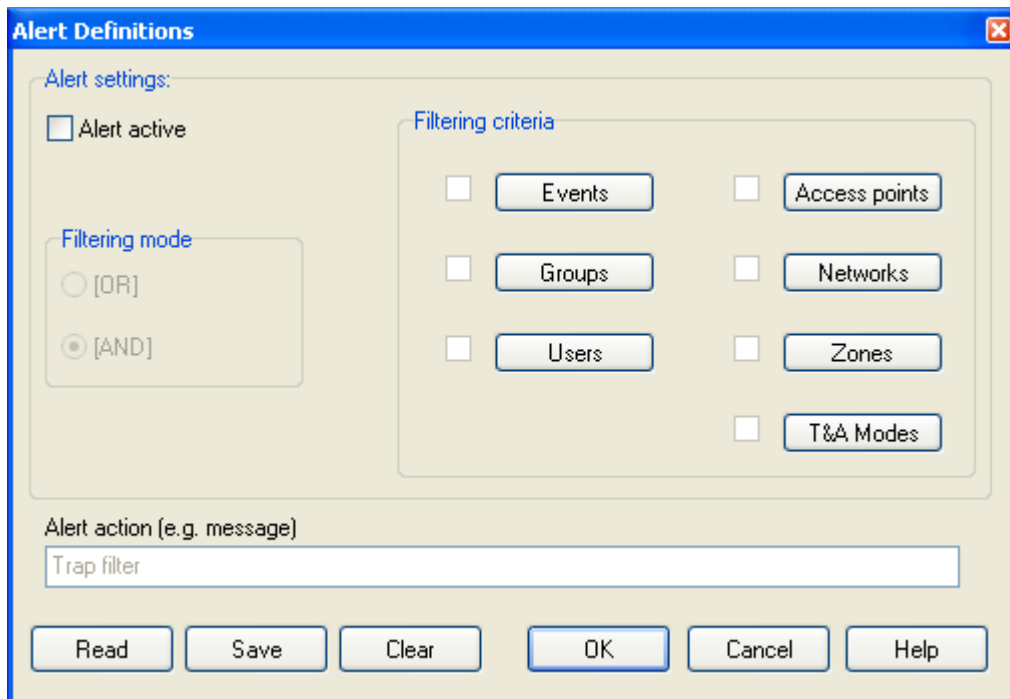 Alert Definitions
Alert settings:
Alert active
Filtering criteria
Events
Access points
Filtering mode
[OR]
Groups
Networks
[AND]
Users
Zones
T&A Modes
Alert action (e.g. message)
Trap filter
Read
Save
Clear
OK
Cancel
Help